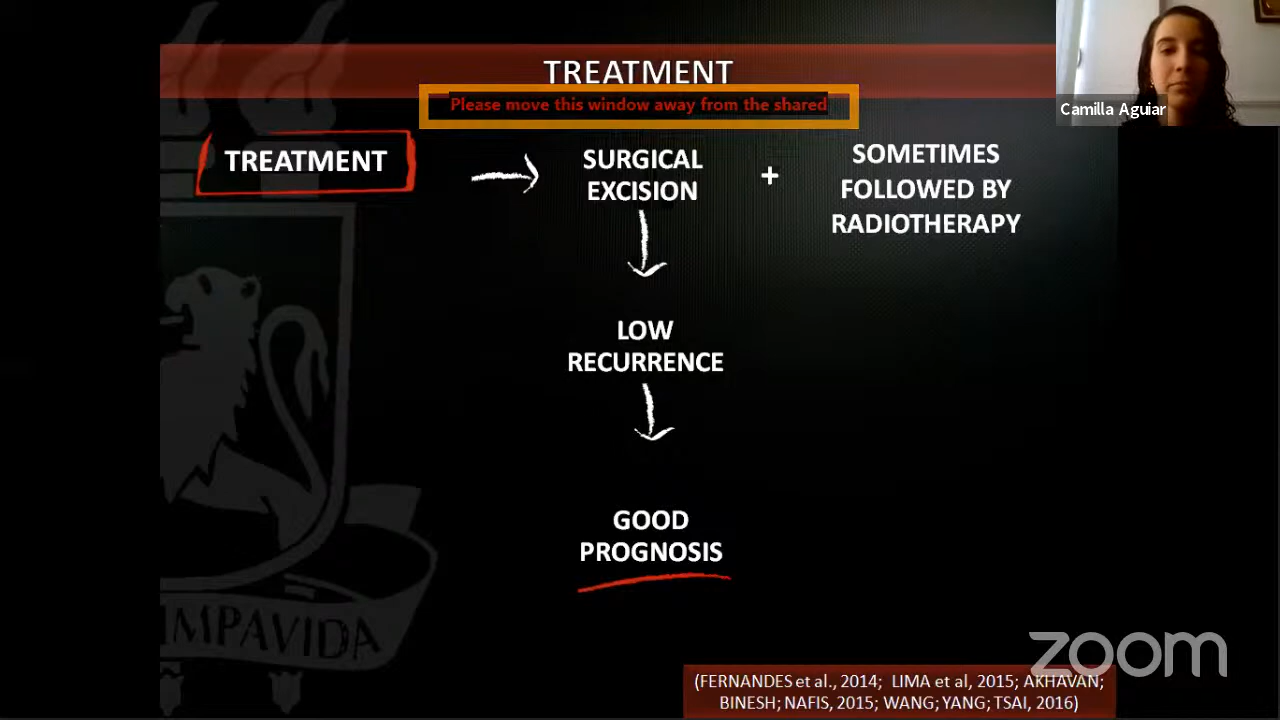 TREATMENT
Please move this window away from the shared
Camilla Aguiar
TREATMENT
SURGICAL
EXCISION
+
SOMETIMES
FOLLOWED BY
RADIOTHERAPY
LOW
RECURRENCE
GOOD
PROGNOSIS
MPAVIDA
zoom
(FERNANDES et al., 2014; LIMA et al, 2015; AKHAVAN;
BINESH; NAFIS, 2015; WANG; YANG; TSAI, 2016)